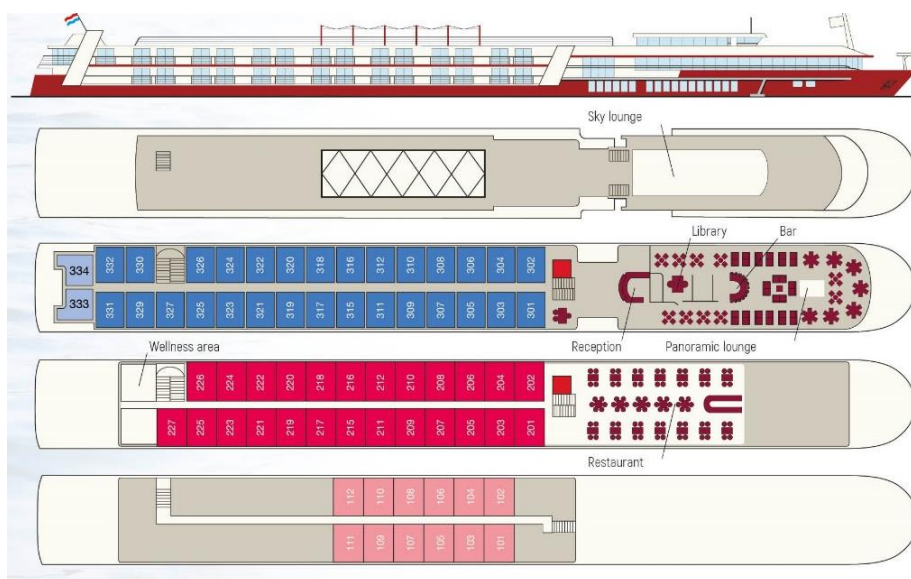 Sky lounge
Library Bar
334 332 330 326 324 322 320 318 316 312 310 308 306 304 302
333 331 329 327 325 323 321 319 317 315 311 309 307 305 303 301
Wellness area Reception Panoramic lounge
226 224 222 220 218 216 212 210 208 206 204 202
227 225 223 221 219 217 215 211 209 207 205 203 201
Restaurant
112 110 108 106 104 102
111 109 107 105 103 101